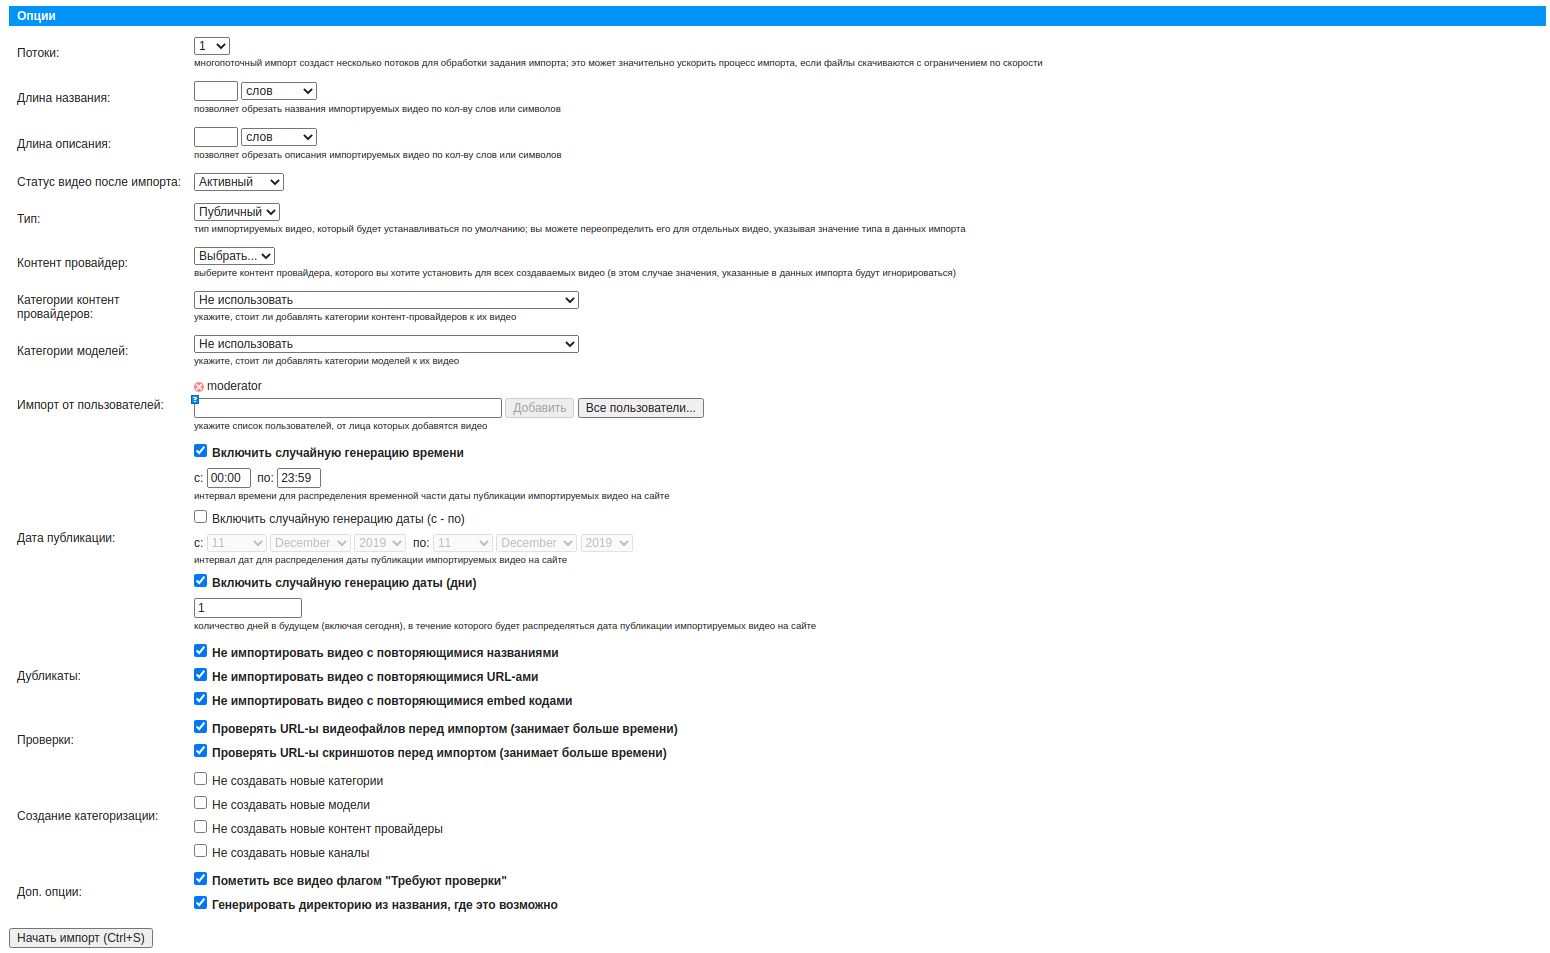 Опции
Потоки:
1
многопоточный импорт создаст несколько потоков для обработки задания импорта; это может значительно ускорить процесс импорта, если файлы скачиваются с ограничением по скорости
Длина названия:
слов
позволяет обрезать названия импортируемых видео по кол-ву слов или символов
Длина описания:
слов
позволяет обрезать описания импортируемых видео по кол-ву слов или символов
Статус видео после импорта:
Активный
Тип:
Публичный
тип импортируемых видео, который будет устанавливаться по умолчанию; вы можете переопределить его для отдельных видео, указывая значение типа в данных импорта
Контент провайдер:
Выбрать...
выберите контент провайдера, которого вы хотите установить для всех создаваемых видео (в этом случае значения, указанные в данных импорта будут игнорироваться)
Категории контент
провайдеров:
Не использовать
укажите, стоит ли добавлять категории контент-провайдеров к их видео
Категории моделей:
Не использовать
укажите, стоит ли добавлять категории моделей к их видео
Импорт от пользователей:
moderator
?
Добавить Все пользователи...
укажите список пользователей, от лица которых добавятся видео
Дата публикации:
Включить случайную генерацию времени
с: 00:00 по: 23:59
интервал времени для распределения временной части даты публикации импортируемых видео на сайте
Включить случайную генерацию даты (с - по)
с: 11 December 2019 по: 11 December 2019
интервал дат для распределения даты публикации импортируемых видео на сайте
Включить случайную генерацию даты (дни)
1
количество дней в будущем (включая сегодня), в течение которого будет распределяться дата публикации импортируемых видео на сайте
Дубликаты:
Не импортировать видео с повторяющимися названиями
Не импортировать видео с повторяющимися URL-ами
Не импортировать видео с повторяющимися embed кодами
Проверки:
Проверять URL-ы видеофайлов перед импортом (занимает больше времени)
Проверять URL-ы скриншотов перед импортом (занимает больше времени)
Создание категоризации:
Не создавать новые категории
Не создавать новые модели
Не создавать новые контент провайдеры
Не создавать новые каналы
Доп. опции:
Пометить все видео флагом "Требуют проверки"
Генерировать директорию из названия, где это возможно
Начать импорт (Ctrl+S)